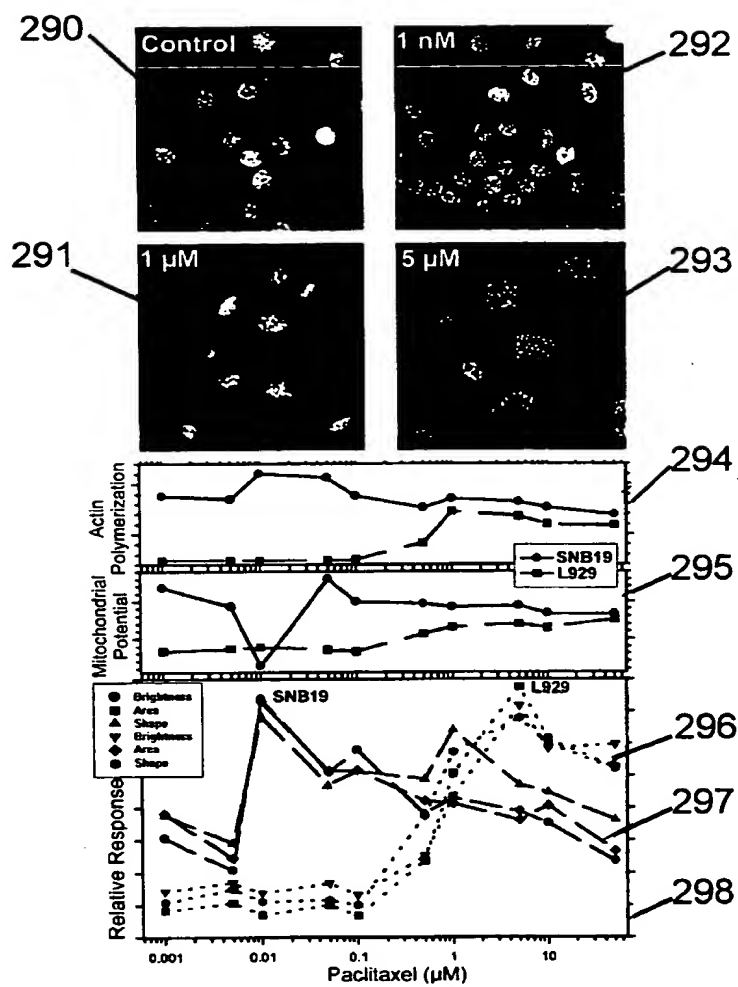 290
Control
1 nM
292
291
1 µM
5 µM
293
294
Actin
Polymerization
SNB19
L929
295
Mitochondrial
Potential
Brightness
Area
Shape
Brightness
Area
Shape
SNB19
L929
296
297
Relative Response
298
0.001
0.01
0.1
1
10
Paclitaxel (µM)